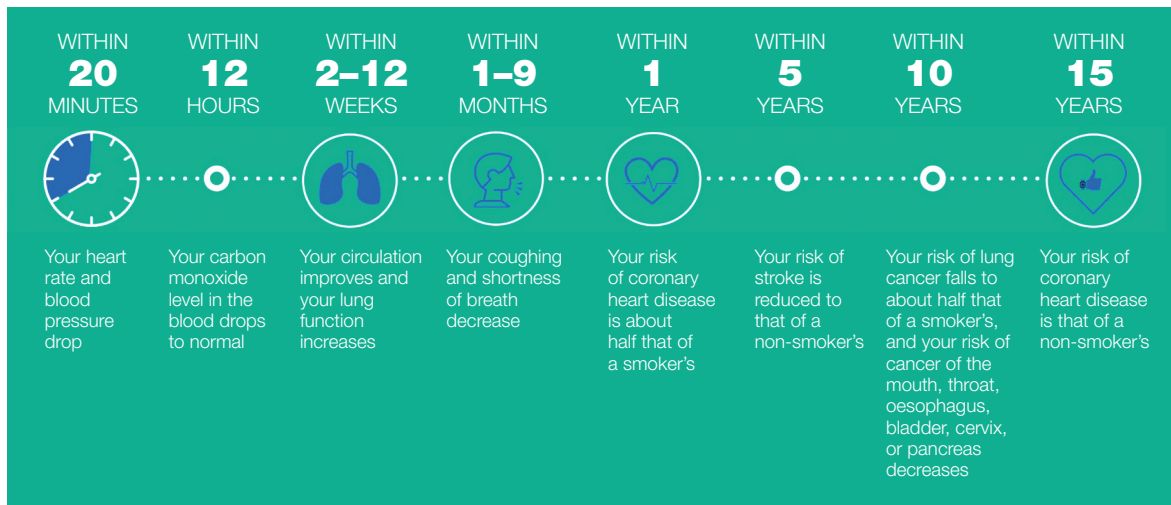 WITHIN
20
MINUTES
Your heart
rate and
blood
pressure
drop
WITHIN
12
HOURS
Your carbon
monoxide
level in the
blood drops
to normal
WITHIN
2–12
WEEKS
Your circulation
improves and
your lung
function
increases
WITHIN
1–9
MONTHS
Your coughing
and shortness
of breath
decrease
WITHIN
1
YEAR
Your risk
of coronary
heart disease
is about
half that of
a smoker’s
WITHIN
5
YEARS
Your risk of
stroke is
reduced to
that of a
non-smoker’s
WITHIN
10
YEARS
Your risk of lung
cancer falls to
about half that
of a smoker’s,
and your risk of
cancer of the
mouth, throat,
oesophagus,
bladder, cervix,
or pancreas
decreases
WITHIN
15
YEARS
Your risk of
coronary
heart disease
is that of a
non-smoker’s